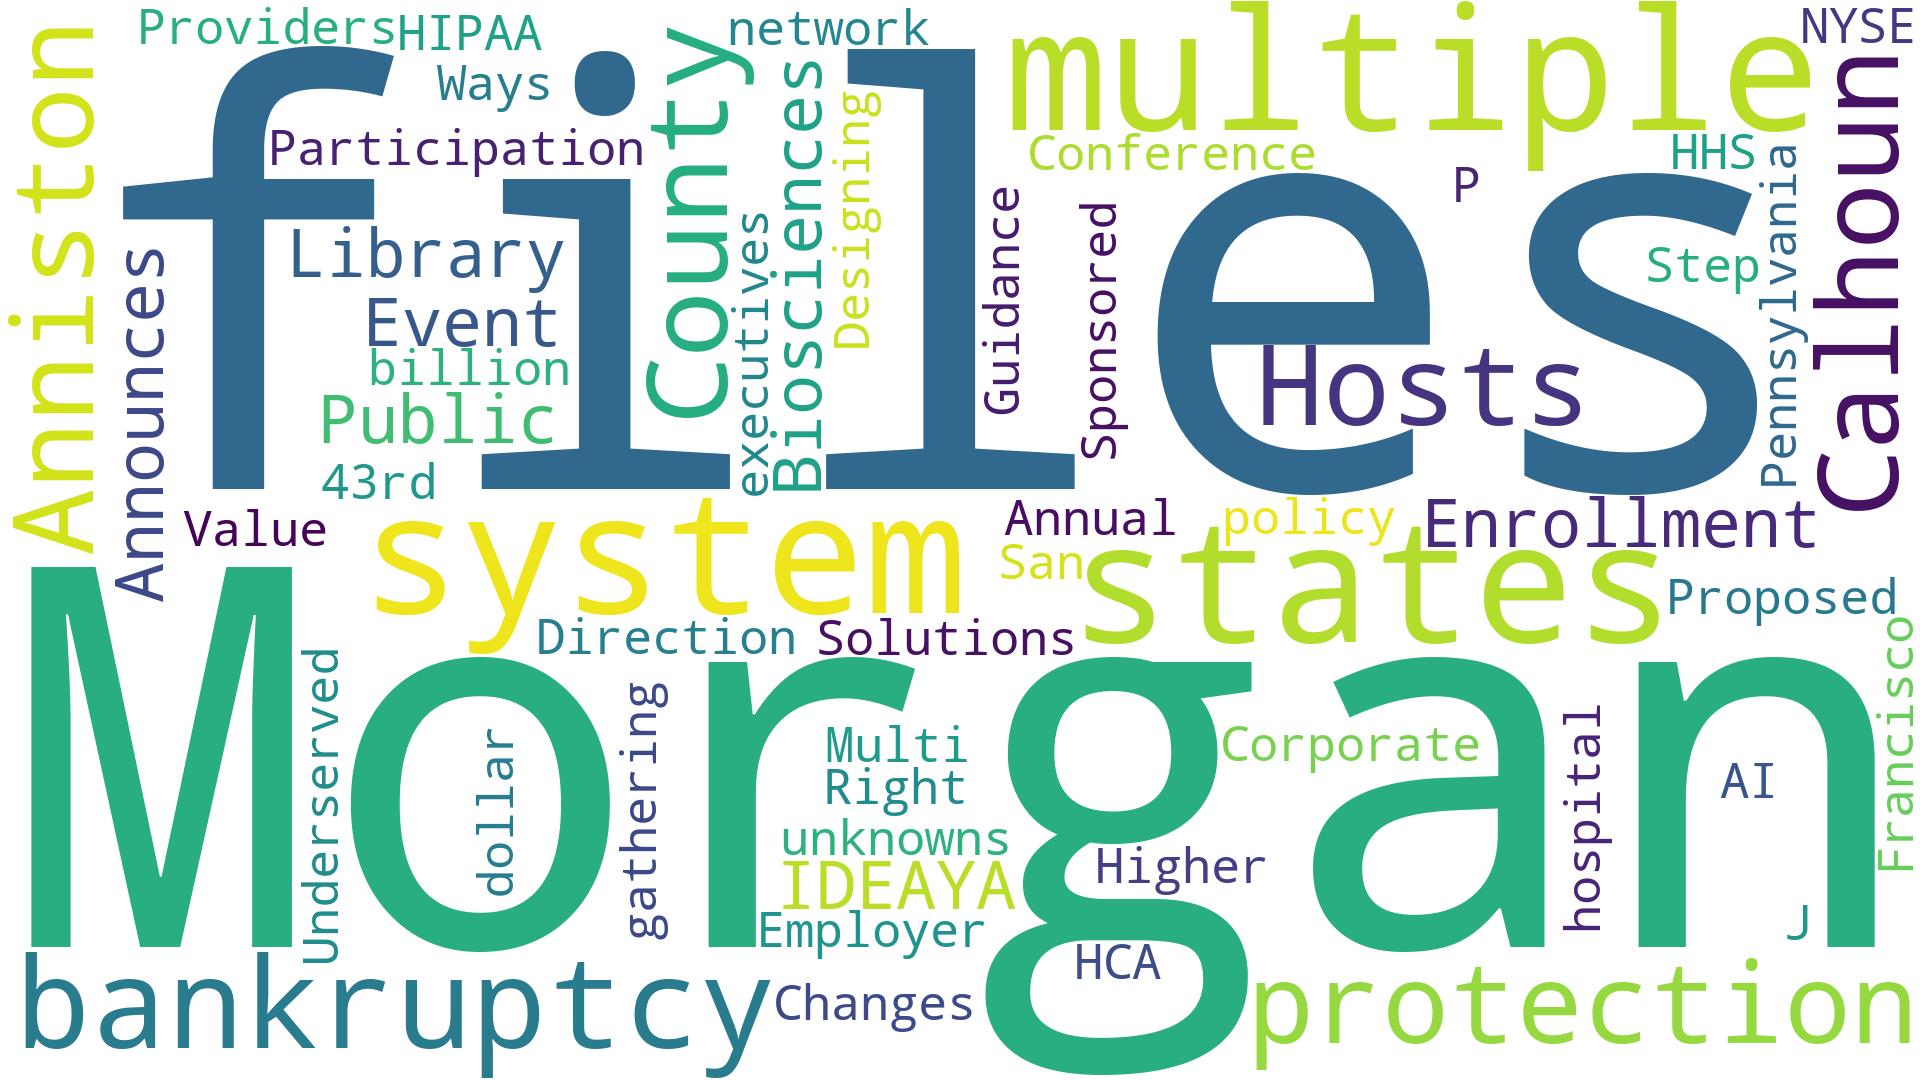 Providers
HIPAA
network
multiple
NYSE
Anniston
Ways
County
Biosciences
Designing
Calhoun
files
Participation
Conference
HHS
P
Pennsylvania
Announces
Library
executives
Guidance
Sponsored
Step
Event
billion
Hosts
Public
43rd
Value
system
Annual
policy
Enrollment
San
states
Proposed
Direction
Solutions
Francisco
Morgan
Underserved
dollar
gathering
Multi
Corporate
hospital
Right
AI
unknowns
IDEAYA
Higher
Employer
J
HCA
bankruptcy
Changes
protection